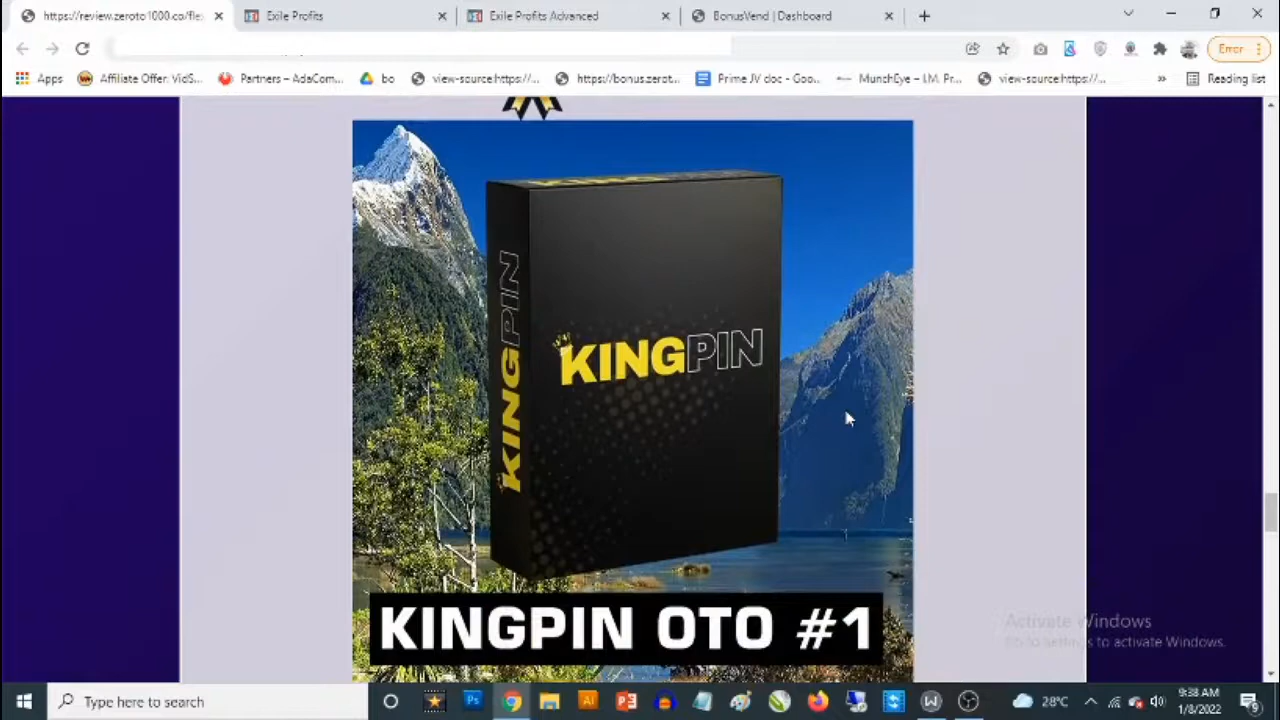 https://review.zeroto1000.co/fle
Exile Profits
Exile Profits Advanced
BonusVend | Dashboard
Error
Apps
Affiliate Offer: VidS...
Partners – AdaCom...
bo
view-source:https://...
https://bonus.zerot...
Prime JV doc - Goo...
MunchEye – I.M. Pr...
view-source:https://...
»
Reading list
KINGPIN
KINGPIN
KINGPIN OTO #1
Activate Windows
to activate Windows.
Type here to search
Ps
Ai
28°C
9:38 AM
1/8/2022
9